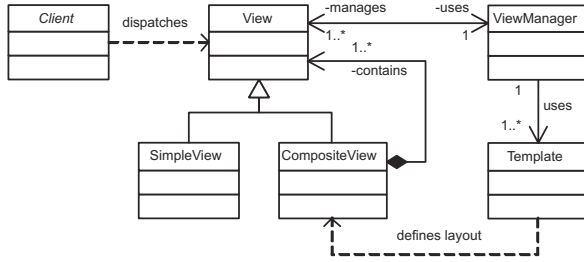 Client
dispatches
View
-manages
-uses
ViewManager
1..*
1..*
1
-contains
1
uses
1..*
SimpleView
CompositeView
Template
defines layout